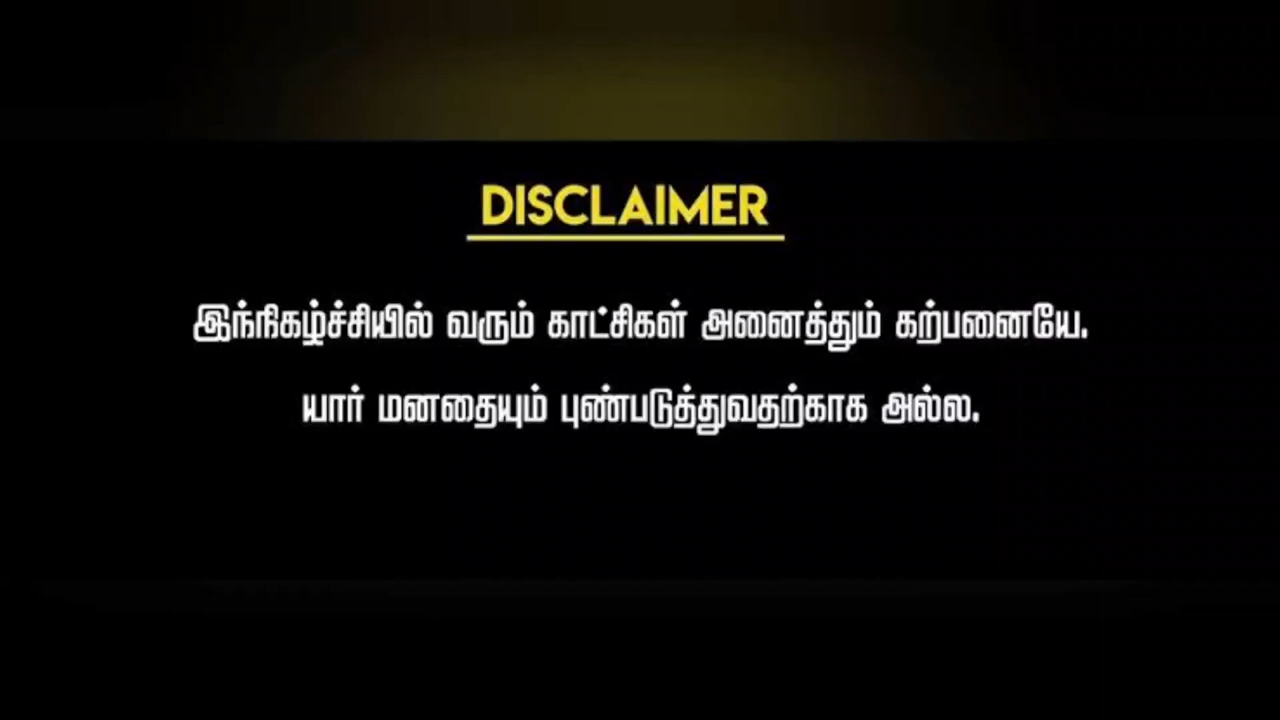 DISCLAIMER
இந்நிகழ்ச்சியில் வரும் காட்சிகள் அனைத்தும் கற்பனையே.
யார் மனதையும் புண்படுத்துவதற்காக அல்ல.